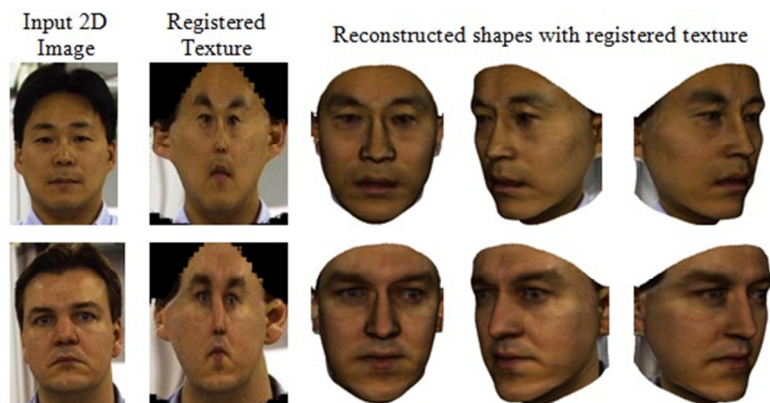 Input 2D
Image
Registered
Texture
Reconstructed shapes with registered texture